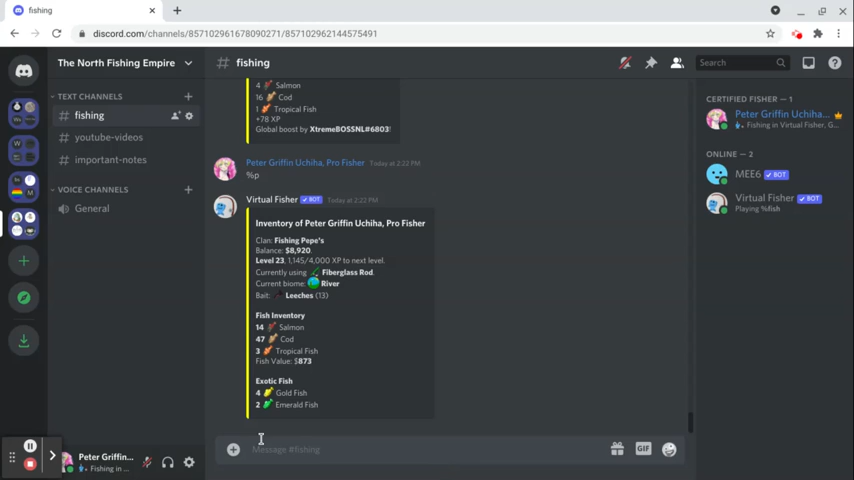 fishing
discord.com/channels/857102961678090271/857102962144575491
The North Fishing Empire
# fishing
Search
TEXT CHANNELS
# fishing
# youtube-videos
# important-notes
VOICE CHANNELS
General
4 Salmon
16 Cod
1 Tropical Fish
+78 XP
Global boost by XtremeBOSSNL#6803!
Peter Griffin Uchiha, Pro Fisher Today at 2:22 PM
%p
Virtual Fisher BOT Today at 2:22 PM
Inventory of Peter Griffin Uchiha, Pro Fisher
Clan: Fishing Pepe's
Balance: $8,920
Level 23, 1,145/4,000 XP to next level.
Currently using Fiberglass Rod.
Current biome: River
Bait: Leeches (13)
Fish Inventory
14 Salmon
47 Cod
3 Tropical Fish
Fish Value: $873
Exotic Fish
4 Gold Fish
2 Emerald Fish
Message #fishing
GIF
CERTIFIED FISHER — 1
Peter Griffin Uchiha...
Fishing in Virtual Fisher, G...
ONLINE — 2
MEE6 BOT
Virtual Fisher BOT
Playing %fish
Peter Griffin...
Fishing in ...